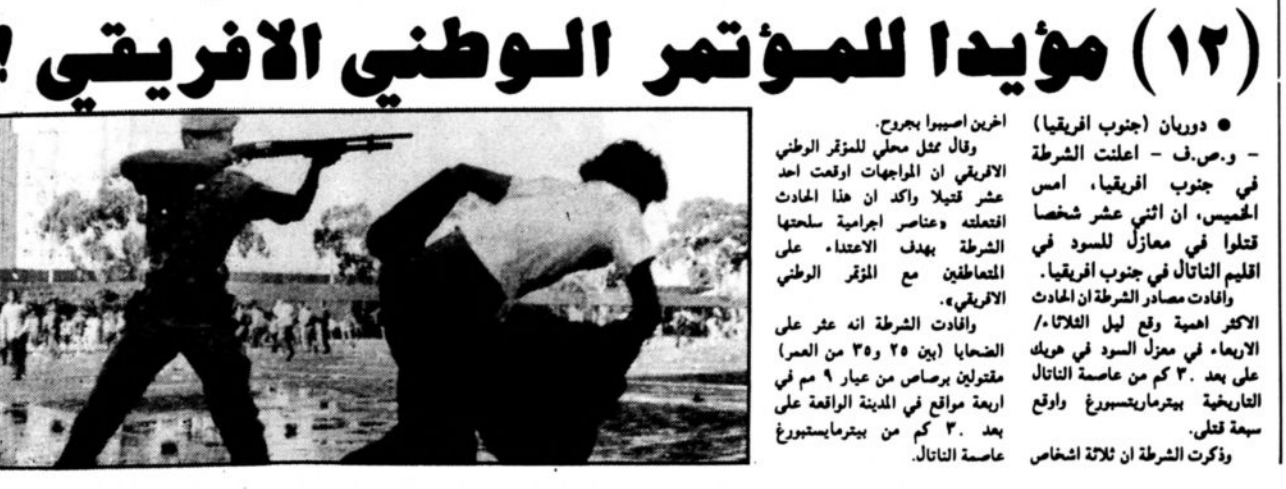 (١٢) مؤيدا للمـؤتمر الـوطني الافريقي !
● دوربان (جنوب افريقيا)
– و.ص.ف – اعلنت الشرطة
في جنوب افريقيا، امس
الخميس، ان اثني عشر شخصا
قتلوا في معازل للسود في
اقليم الناتال في جنوب افريقيا.
وافادت مصادر الشرطة ان الحادث
الاكثر اهمية وقع ليل الثلاثاء/
الاربعاء في معزل السود في هويك
على بعد ٣٠ كم من عاصمة الناتال
التاريخية بيترماريتسبورغ واوقع
سبعة قتلى.
وذكرت الشرطة ان ثلاثة اشخاص
اخرين اصيبوا بجروح.
وقال ممثل محلي للمؤتمر الوطني
الافريقي ان المواجهات اوقعت احد
عشر قتيلا واكد ان هذا الحادث
افتعلته «عناصر اجرامية سلحتها
الشرطة بهدف الاعتداء على
المتعاطفين مع المؤتمر الوطني
الافريقي».
وافادت الشرطة انه عثر على
الضحايا (بين ٢٥ و٣٥ من العمر)
مقتولين برصاص من عيار ٩ مم في
اربعة مواقع في المدينة الواقعة على
بعد ٣٠ كم من بيترمايستبورغ
عاصمة الناتال.